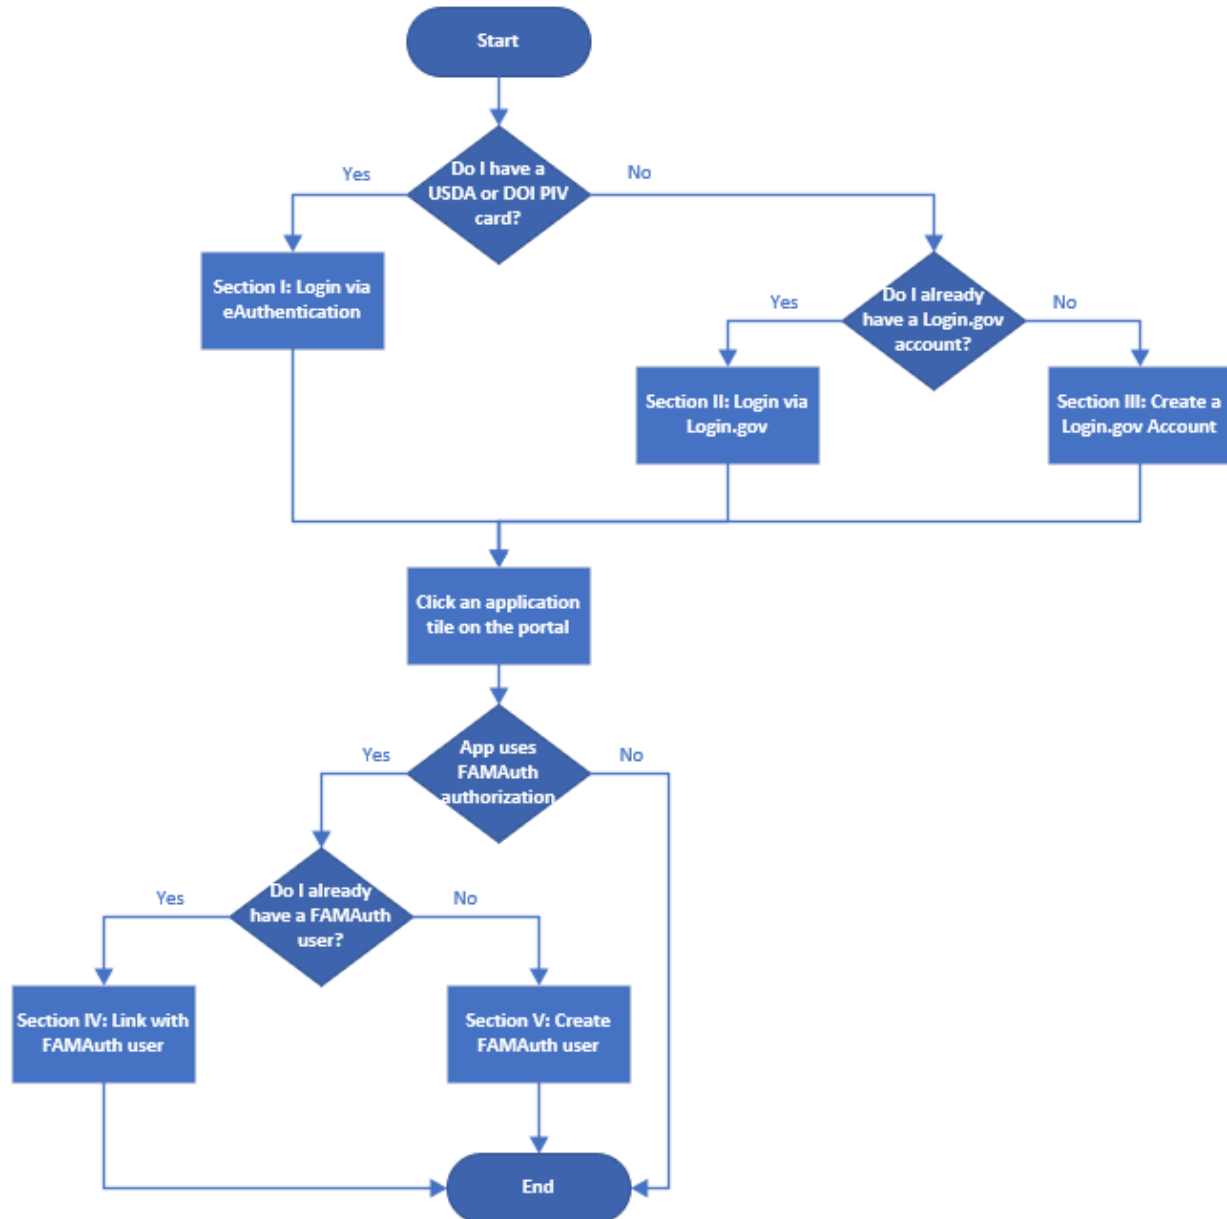 Start
Do I have a
USDA or DOI PIV
card?
Yes
No
Section I: Login via
eAuthentication
Do I already
have a Login.gov
account?
Yes
No
Section II: Login via
Login.gov
Section III: Create a
Login.gov Account
Click an application
tile on the portal
App uses
FAMAuth
authorization
Yes
No
Do I already
have a FAMAuth
user?
Yes
No
Section IV: Link with
FAMAuth user
Section V: Create
FAMAuth user
End